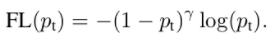 FL(pₜ) = −(1 − pₜ)^γ log(pₜ).